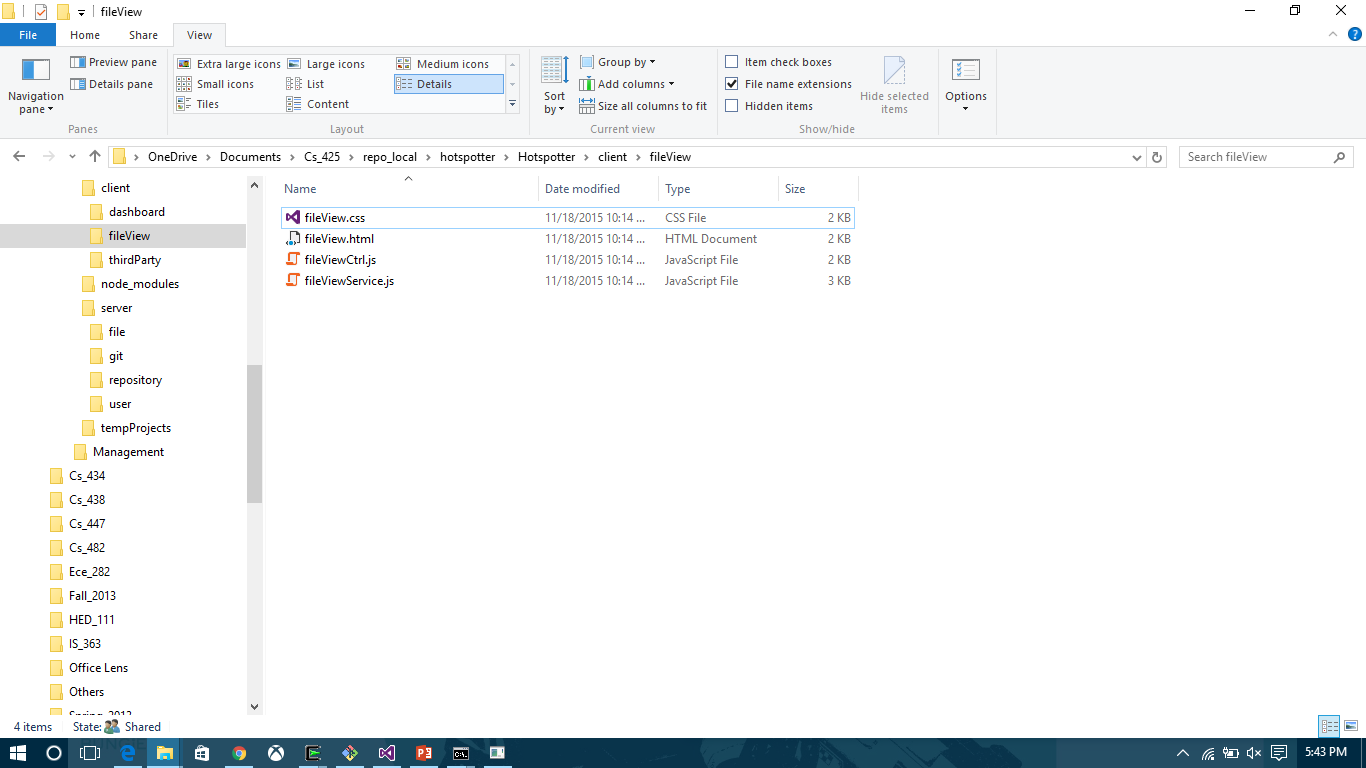 fileView
File Home Share View
Navigation pane
Preview pane
Details pane
Panes
Extra large icons Large icons Medium icons
Small icons List Details
Tiles Content
Layout
Sort by
Group by
Add columns
Size all columns to fit
Current view
Item check boxes
File name extensions
Hidden items
Hide selected items
Show/hide
Options
OneDrive Documents Cs_425 repo_local hotspotter Hotspotter client fileView
Search fileView
client
dashboard
fileView
thirdParty
node_modules
server
file
git
repository
user
tempProjects
Management
Cs_434
Cs_438
Cs_447
Cs_482
Ece_282
Fall_2013
HED_111
IS_363
Office Lens
Others
Name Date modified Type Size
fileView.css 11/18/2015 10:14 ... CSS File 2 KB
fileView.html 11/18/2015 10:14 ... HTML Document 2 KB
fileViewCtrl.js 11/18/2015 10:14 ... JavaScript File 2 KB
fileViewService.js 11/18/2015 10:14 ... JavaScript File 3 KB
4 items State: Shared
5:43 PM